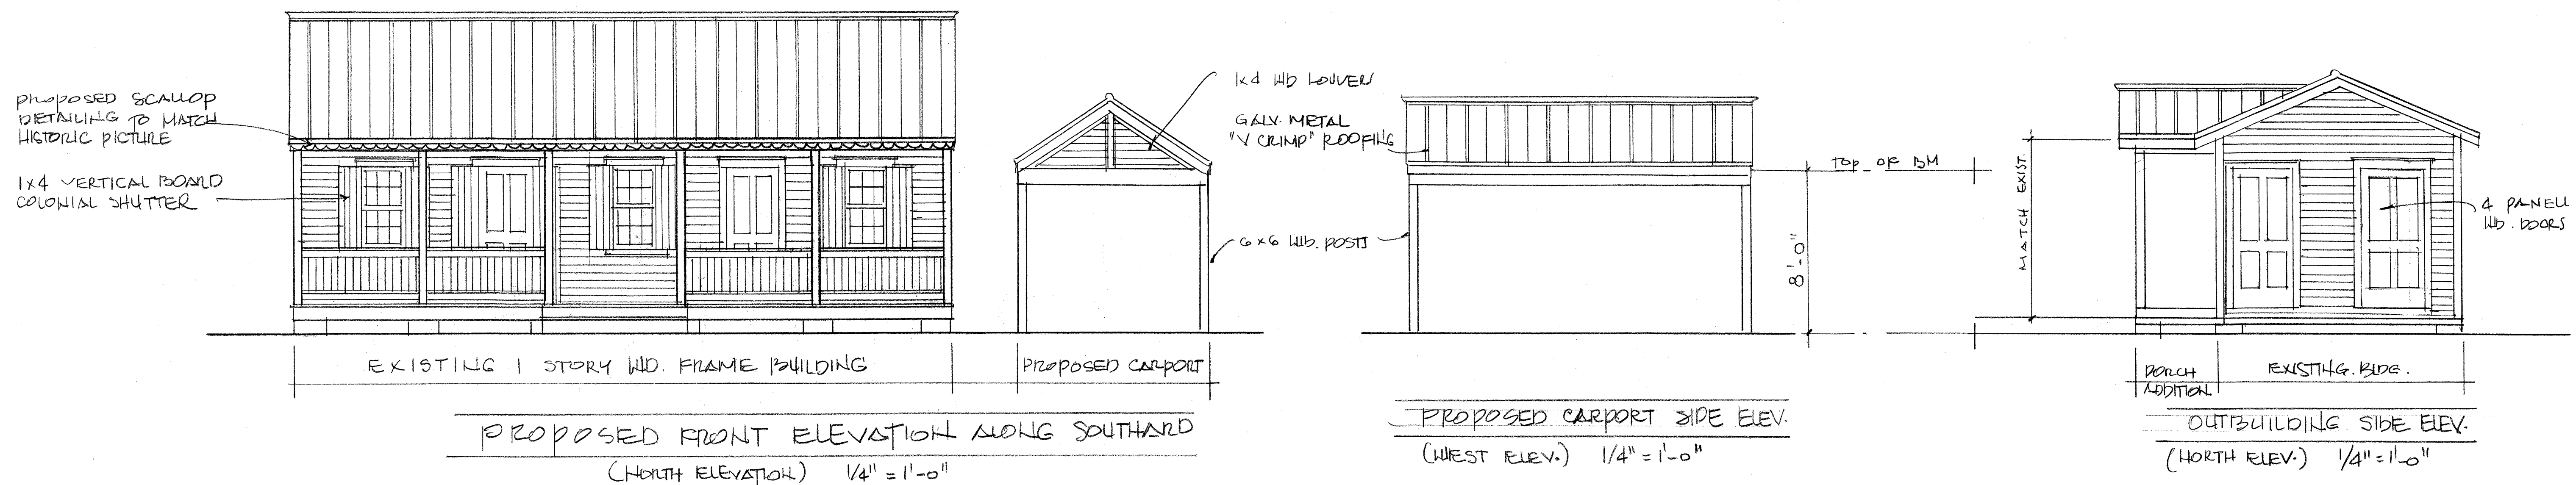 PROPOSED SCALLOP
DETAILING TO MATCH
HISTORIC PICTURE
1x4 VERTICAL BOARD
COLONIAL SHUTTER
1x4 WD LOUVER
GALV. METAL
"V CRIMP" ROOFING
6x6 WD. POSTS
TOP OF BM
8'-0"
MATCH EXIST.
4 PANELL
WD. DOORS
EXISTING 1 STORY WD. FRAME BUILDING
PROPOSED CARPORT
PORCH
ADDITION
EXISTING. BLDG.
PROPOSED FRONT ELEVATION ALONG SOUTHARD
(NORTH ELEVATION) 1/4" = 1'-0"
PROPOSED CARPORT SIDE ELEV.
(WEST ELEV.) 1/4" = 1'-0"
OUTBUILDING SIDE ELEV.
(NORTH ELEV.) 1/4" = 1'-0"